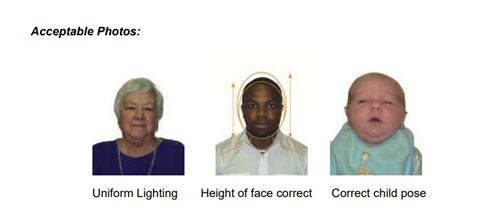 Acceptable Photos:
Uniform Lighting
Height of face correct
Correct child pose